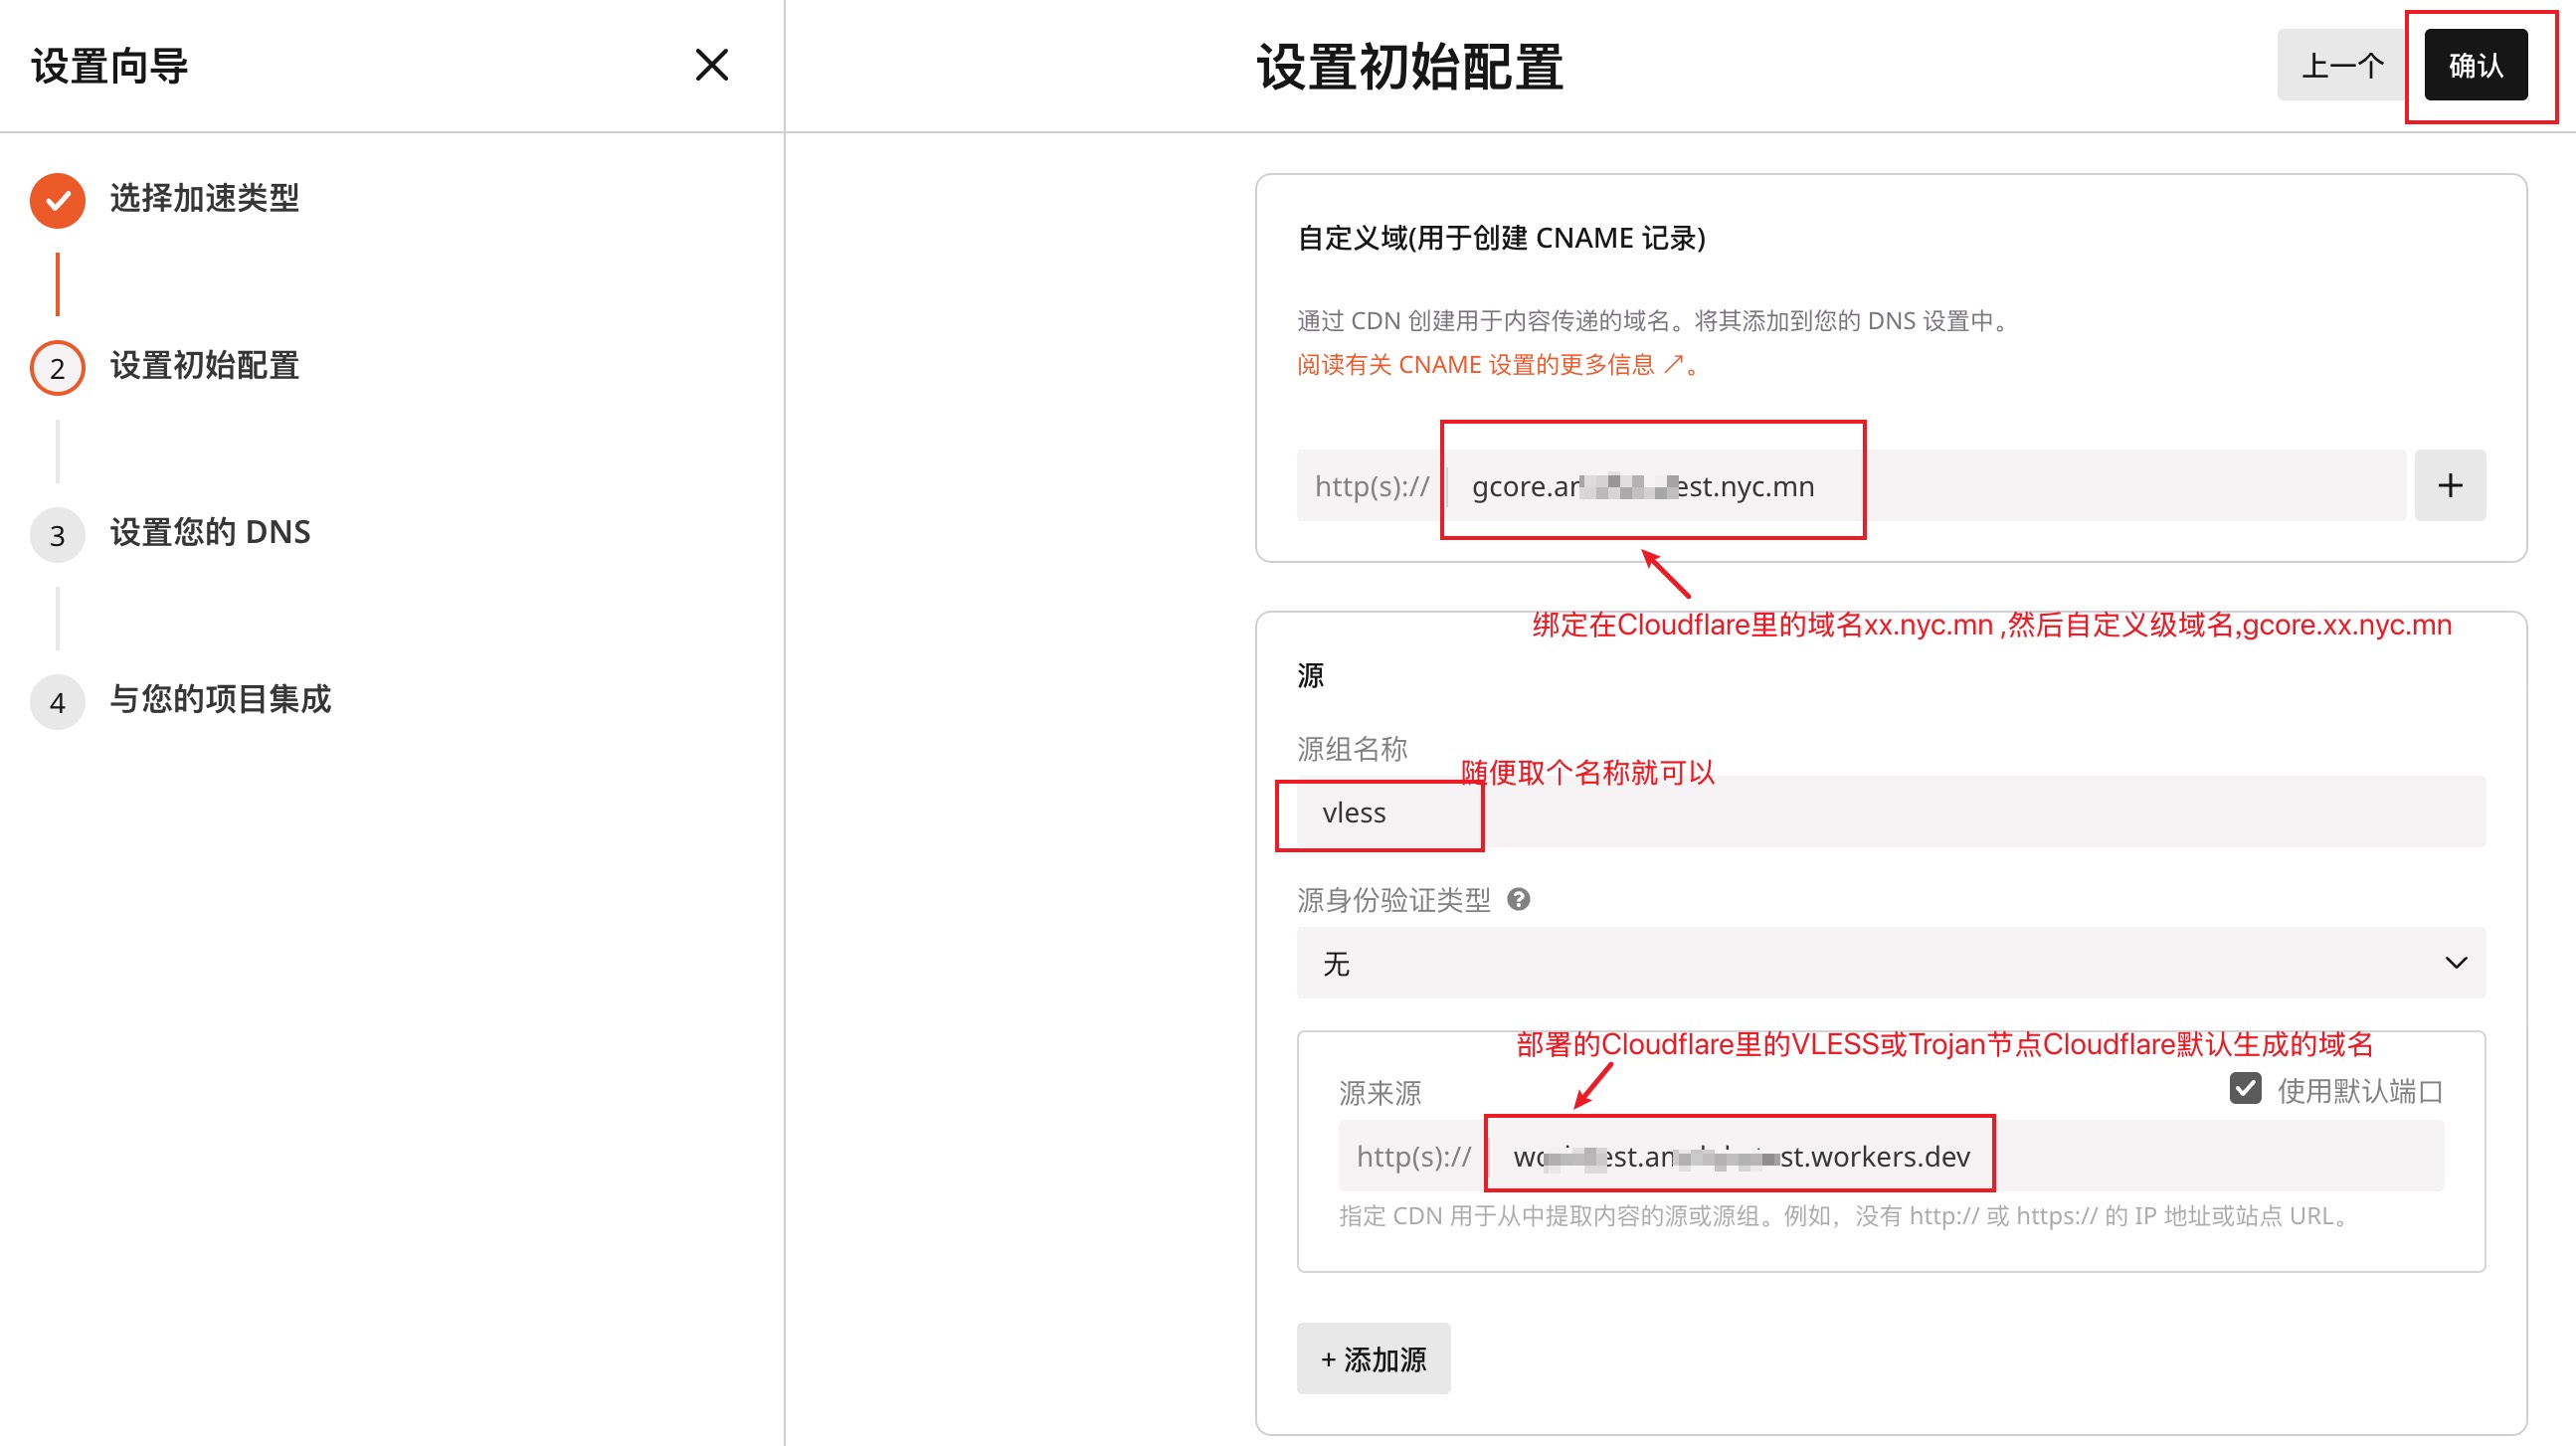 设置向导
设置初始配置
上一个
确认
选择加速类型
2 设置初始配置
3 设置您的 DNS
4 与您的项目集成
自定义域(用于创建 CNAME 记录)
通过 CDN 创建用于内容传递的域名。将其添加到您的 DNS 设置中。
阅读有关 CNAME 设置的更多信息 ↗。
http(s):// gcore.ar est.nyc.mn
+
绑定在Cloudflare里的域名xx.nyc.mn ,然后自定义级域名,gcore.xx.nyc.mn
源
源组名称
随便取个名称就可以
vless
源身份验证类型 ?
无
部署的Cloudflare里的VLESS或Trojan节点Cloudflare默认生成的域名
源来源
使用默认端口
http(s):// est.an st.workers.dev
指定 CDN 用于从中提取内容的源或源组。例如，没有 http:// 或 https:// 的 IP 地址或站点 URL。
+ 添加源